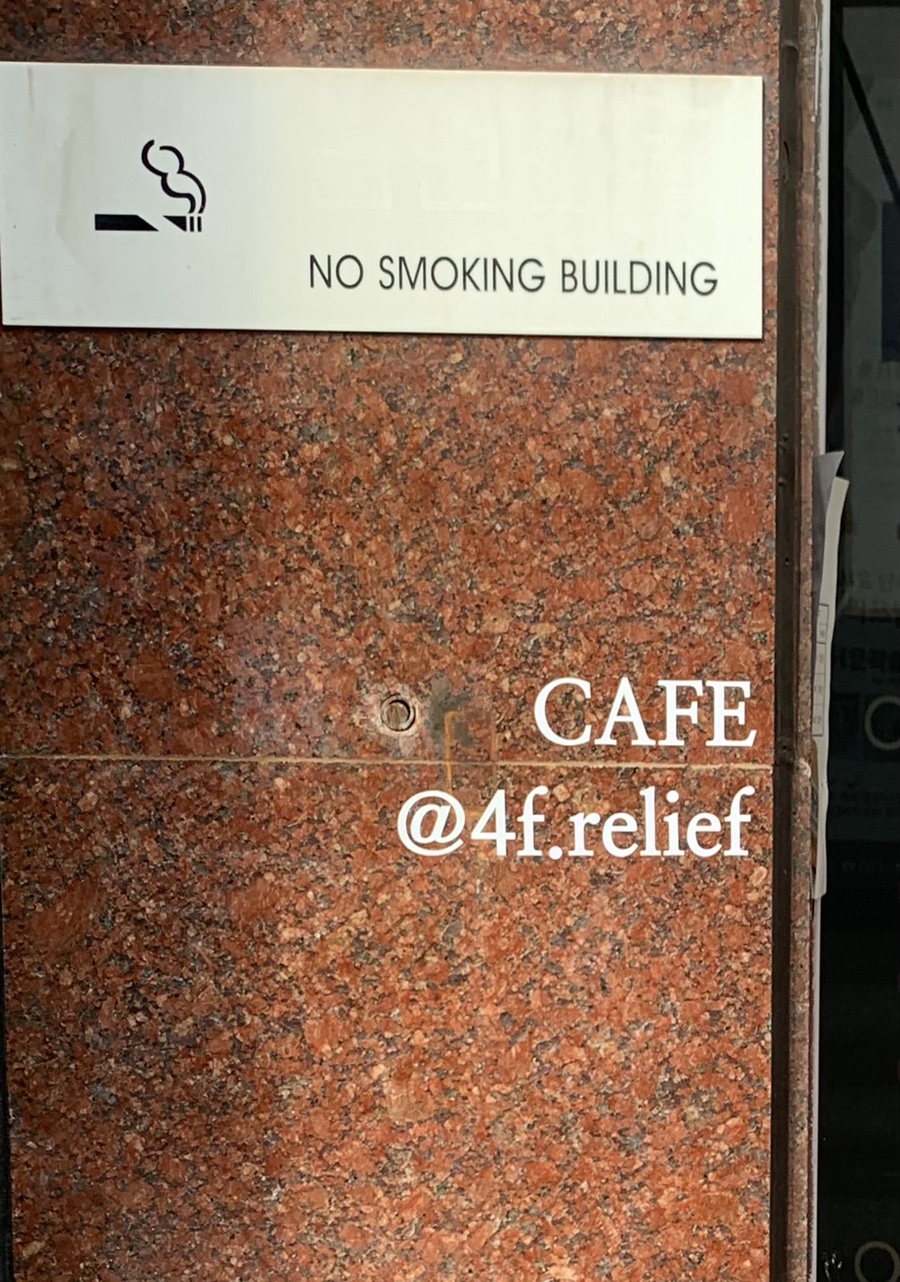 NO SMOKING BUILDING
CAFE
@4f.relief